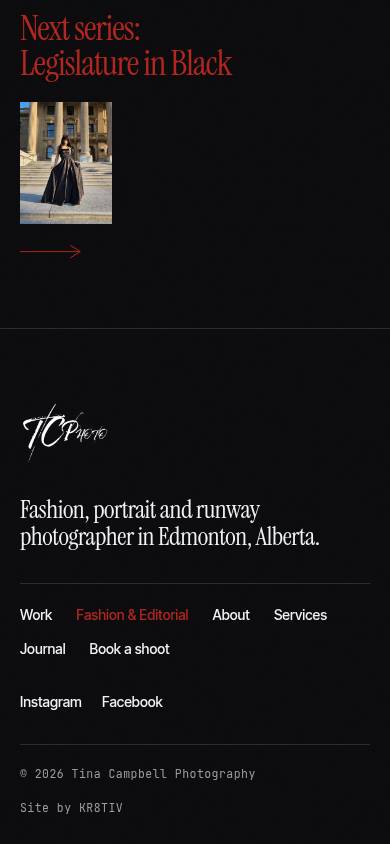 Next series:
Legislature in Black
TCPHOTO
Fashion, portrait and runway
photographer in Edmonton, Alberta.
Work Fashion & Editorial About Services
Journal Book a shoot
Instagram Facebook
© 2026 Tina Campbell Photography
Site by KR8TIV